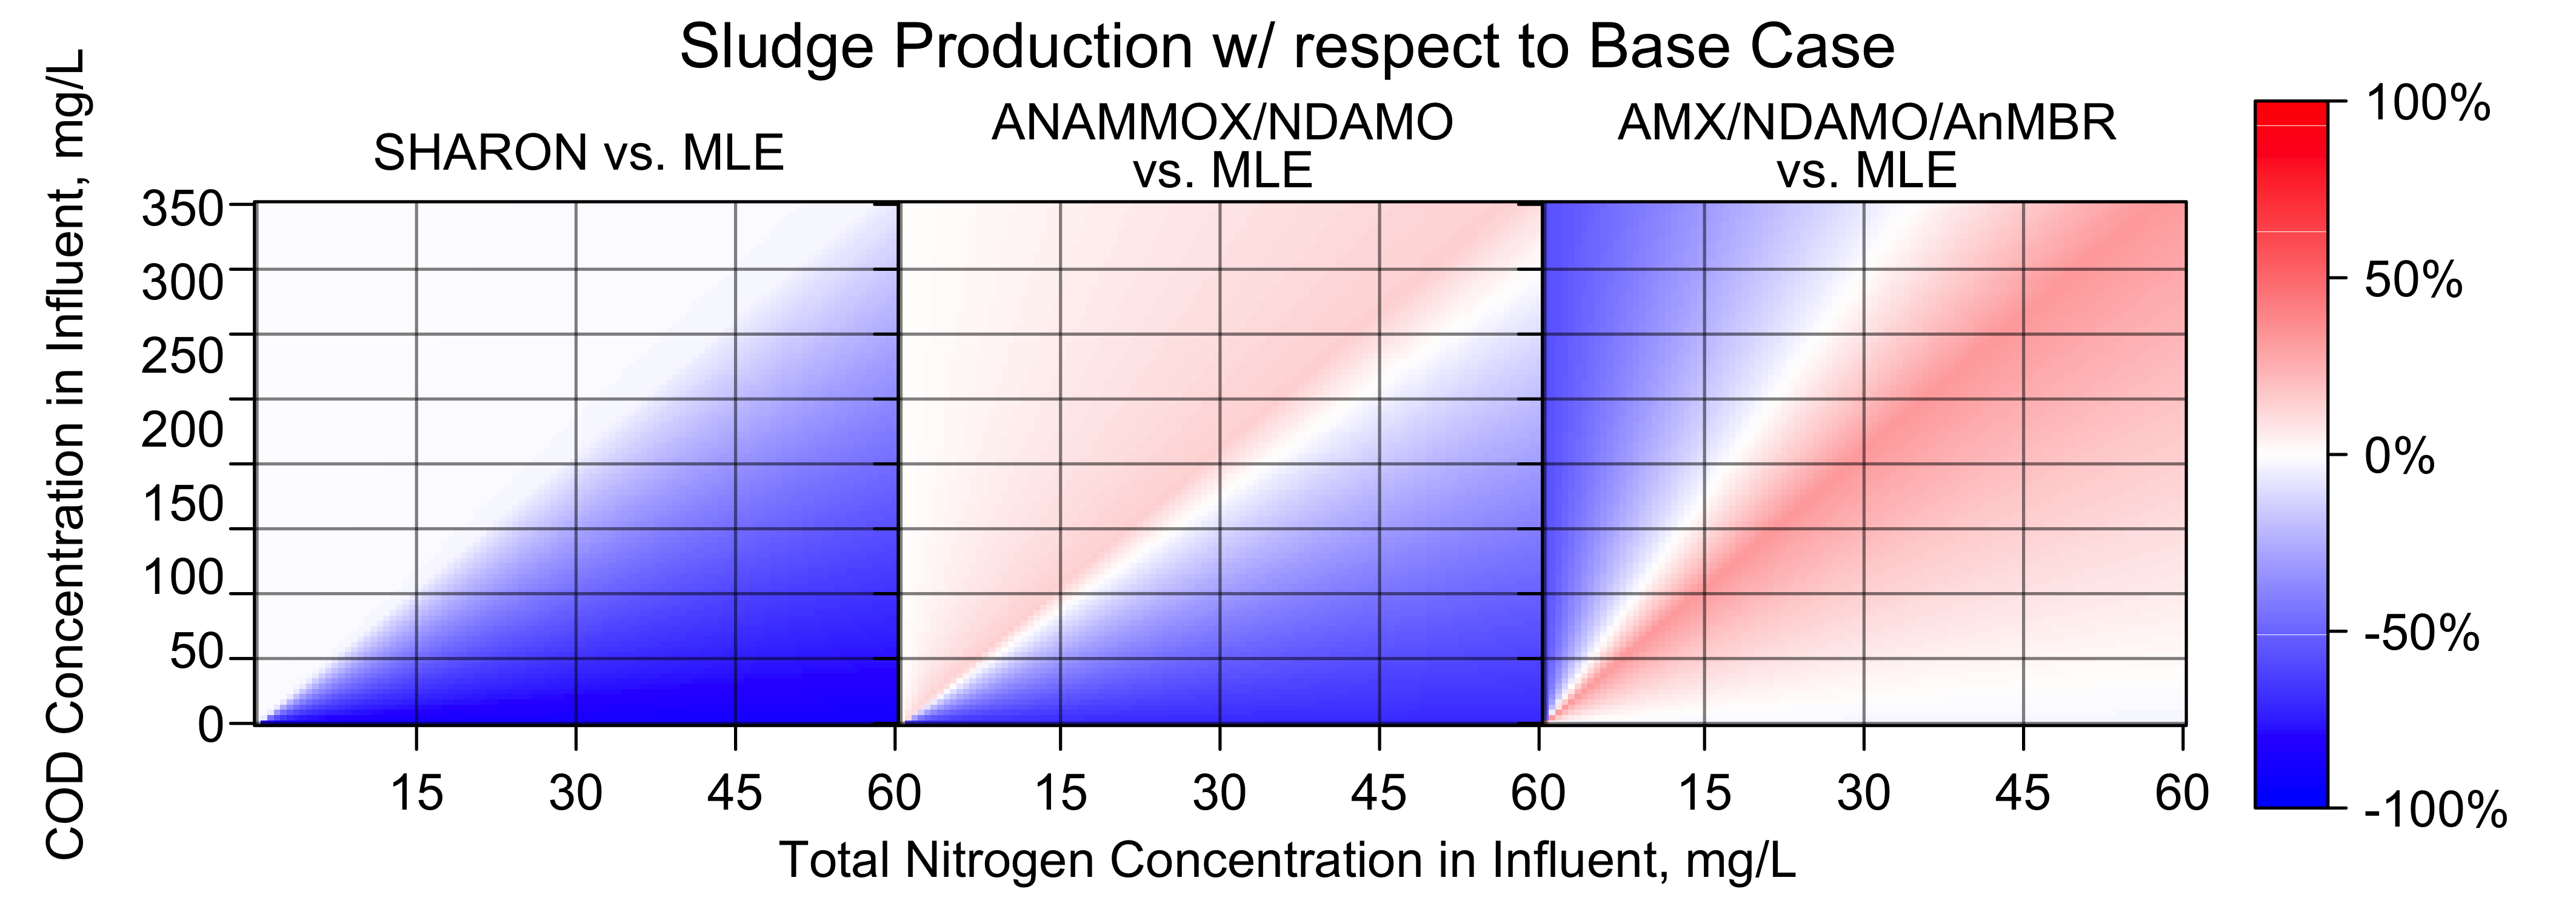 Sludge Production w/ respect to Base Case
SHARON vs. MLE
ANAMMOX/NDAMO
vs. MLE
AMX/NDAMO/AnMBR
vs. MLE
COD Concentration in Influent, mg/L
350
300
250
200
150
100
50
0
15 30 45 60 15 30 45 60 15 30 45 60
Total Nitrogen Concentration in Influent, mg/L
100%
50%
0%
-50%
-100%